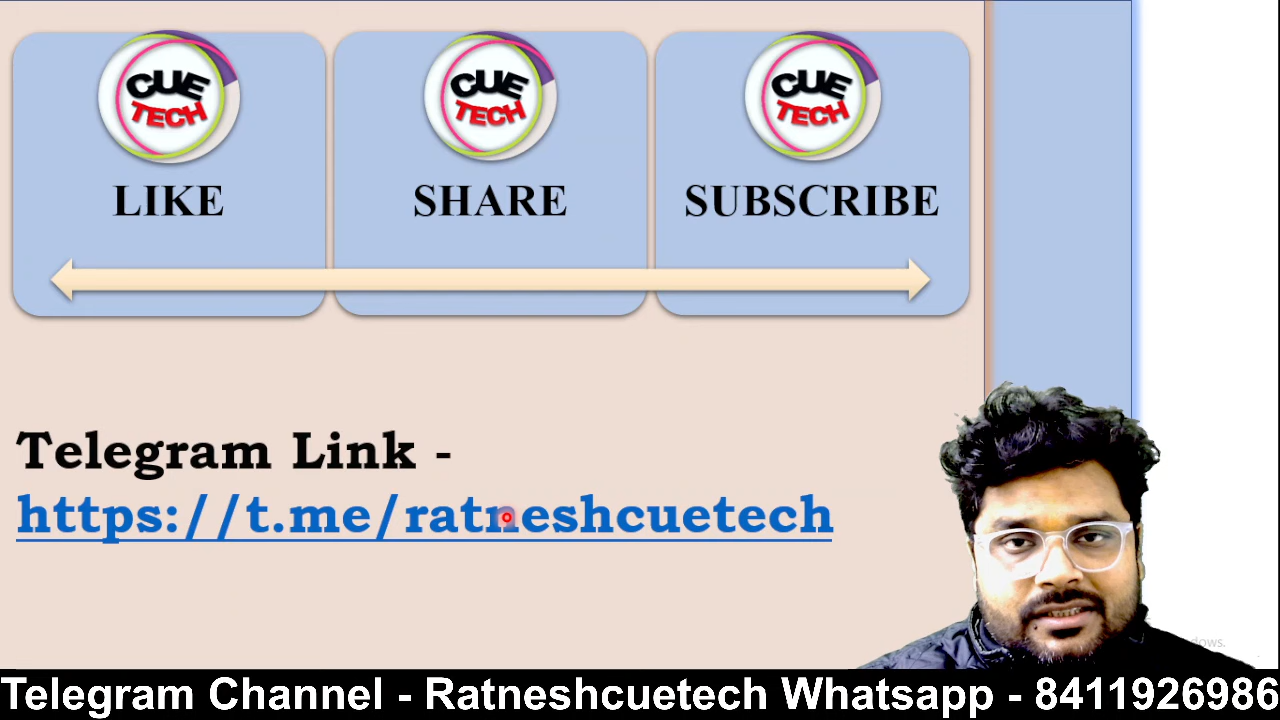 CUE TECH
CUE TECH
CUE TECH
LIKE
SHARE
SUBSCRIBE
Telegram Link -
https://t.me/ratneshcuetech
dows.
Telegram Channel - Ratneshcuetech Whatsapp - 8411926986